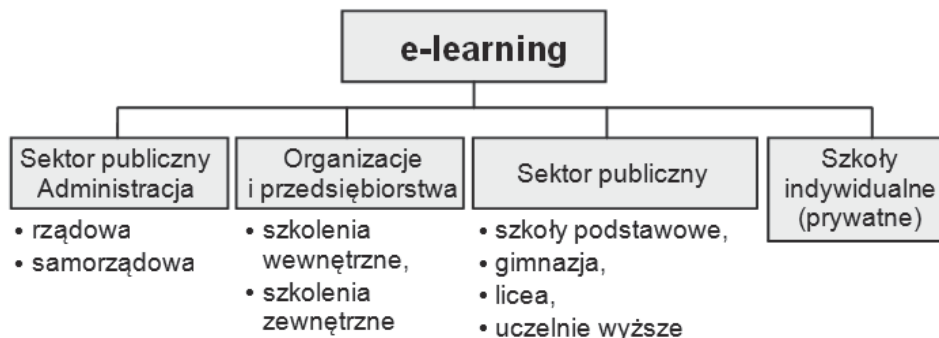 e-learning
Sektor publiczny
Administracja
• rządowa
• samorządowa
Organizacje
i przedsiębiorstwa
• szkolenia
wewnętrzne,
• szkolenia
zewnętrzne
Sektor publiczny
• szkoły podstawowe,
• gimnazja,
• licea,
• uczelnie wyższe
Szkoły
indywidualne
(prywatne)